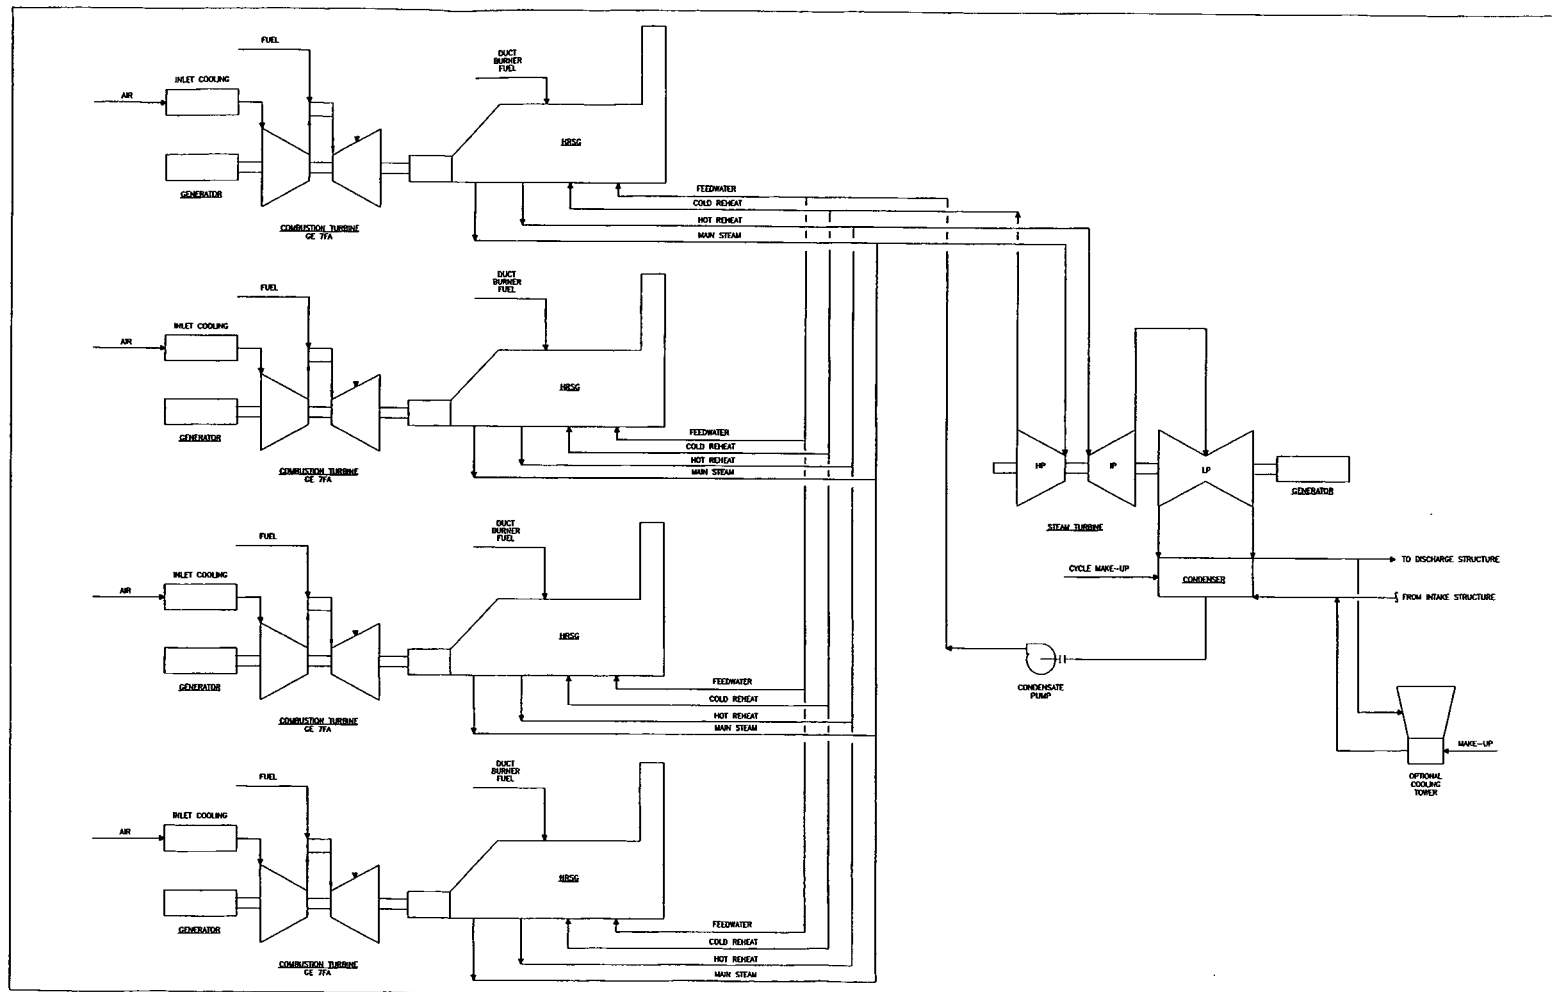 FUEL
DUCT
BURNER
FUEL
INLET COOLING
AIR
HRSG
GENERATOR
COMBUSTION TURBINE
GE 7FA
FEEDWATER
COLD REHEAT
HOT REHEAT
MAIN STEAM
FUEL
DUCT
BURNER
FUEL
INLET COOLING
AIR
HRSG
GENERATOR
COMBUSTION TURBINE
GE 7FA
FEEDWATER
COLD REHEAT
HOT REHEAT
MAIN STEAM
HP
IP
LP
GENERATOR
STEAM TURBINE
FUEL
DUCT
BURNER
FUEL
INLET COOLING
AIR
HRSG
GENERATOR
COMBUSTION TURBINE
GE 7FA
FEEDWATER
COLD REHEAT
HOT REHEAT
MAIN STEAM
TO DISCHARGE STRUCTURE
CYCLE MAKE-UP
CONDENSER
FROM INTAKE STRUCTURE
CONDENSATE
PUMP
MAKE-UP
OPTIONAL
COOLING
TOWER
FUEL
DUCT
BURNER
FUEL
INLET COOLING
AIR
HRSG
GENERATOR
COMBUSTION TURBINE
GE 7FA
FEEDWATER
COLD REHEAT
HOT REHEAT
MAIN STEAM